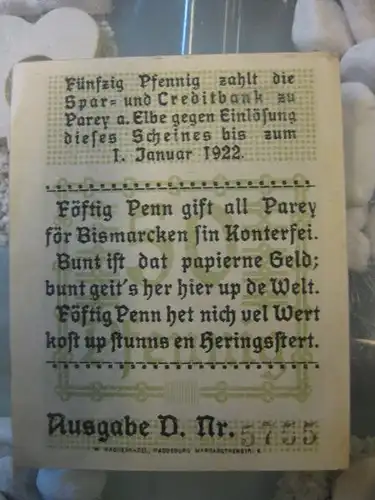 Fünfzig Pfennig zahlt die
Spar- und Creditbank zu
Parey a. Elbe gegen Einlösung
dieses Scheines bis zum
1. Januar 1922.
Föftig Penn gift all Parey
för Bismarcken sin Konterfei.
Bunt ist dat papierne Geld;
bunt geit's her hier up de Welt.
Föftig Penn het nich vel Wert
kost up stunns en Heringsstert.
Ausgabe D. Nr. 5755